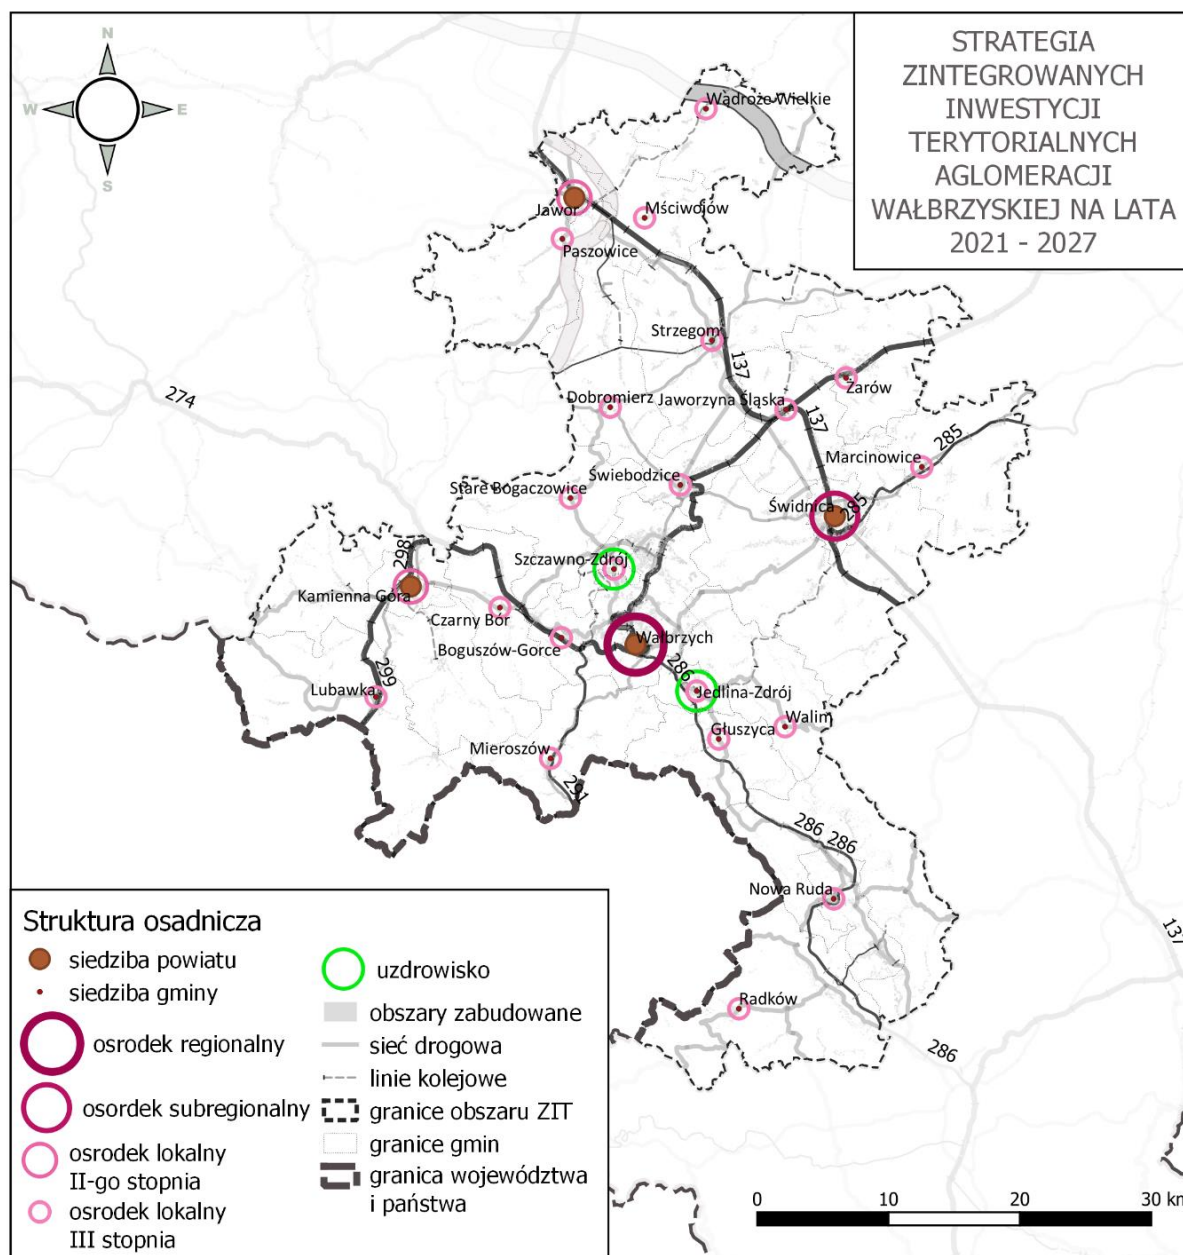 STRATEGIA
ZINTEGROWANYCH
INWESTYCJI
TERYTORIALNYCH
AGLOMERACJI
WAŁBRZYSKIEJ NA LATA
2021 - 2027
N
W
E
S
Wądroże Wielkie
Jawor
Mściwojów
Paszowice
Strzegom
137
274
Dobromierz
Jaworzyna Śląska
Żarów
137
285
Marcinowice
Świebodzice
Stare Bogaczowice
Świdnica
285
298
Szczawno-Zdrój
Kamienna Góra
Czarny Bór
Boguszów-Gorce
Wałbrzych
286
299
Lubawka
Jedlina-Zdrój
Walim
Głuszyca
Mieroszów
291
286
286
Nowa Ruda
137
Radków
286
Struktura osadnicza
siedziba powiatu
siedziba gminy
osrodek regionalny
osordek subregionalny
osrodek lokalny
II-go stopnia
osrodek lokalny
III stopnia
uzdrowisko
obszary zabudowane
sieć drogowa
linie kolejowe
granice obszaru ZIT
granice gmin
granica województwa
i państwa
0 10 20 30 km